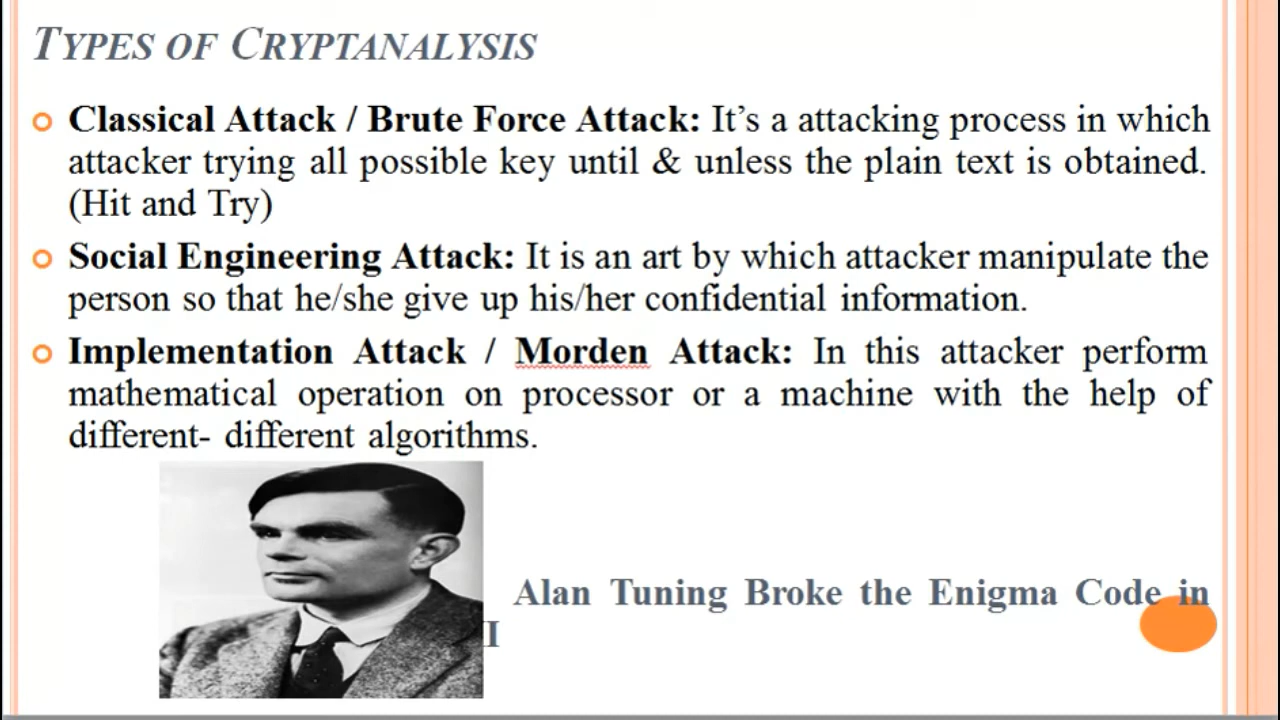 TYPES OF CRYPTANALYSIS
Classical Attack / Brute Force Attack: It's a attacking process in which
attacker trying all possible key until & unless the plain text is obtained.
(Hit and Try)
Social Engineering Attack: It is an art by which attacker manipulate the
person so that he/she give up his/her confidential information.
Implementation Attack / Morden Attack: In this attacker perform
mathematical operation on processor or a machine with the help of
different- different algorithms.
Alan Tuning Broke the Enigma Code in